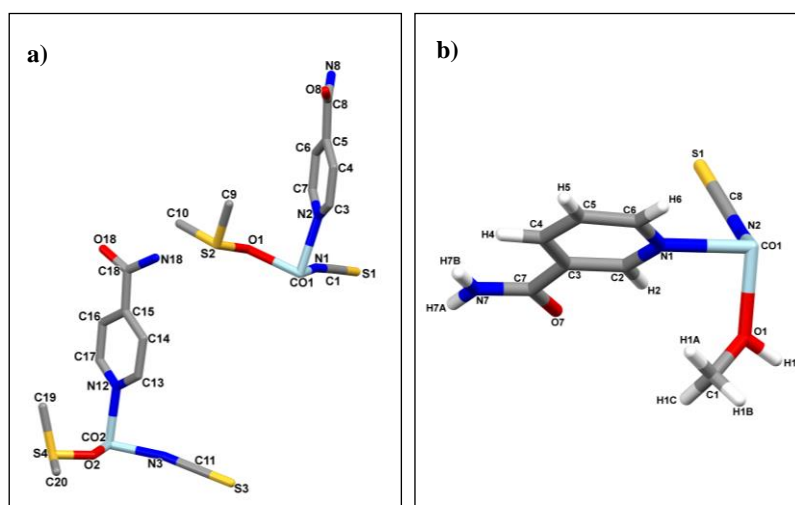 a)
N8
O8
C8
C5
C6
C4
C7
C9
C10
N2
C3
O1
S2
N1
CO1
C1
S1
O18
C18
N18
C15
C16
C14
C17
N12
C13
C19
CO2
S4
O2
N3
C11
C20
S3
b)
S1
C8
H5
C5
H6
C6
N2
C4
H4
N1
CO1
H7B
C3
C7
C2
H2
N7
H7A
O7
O1
H1A
H1
H1C
C1
H1B